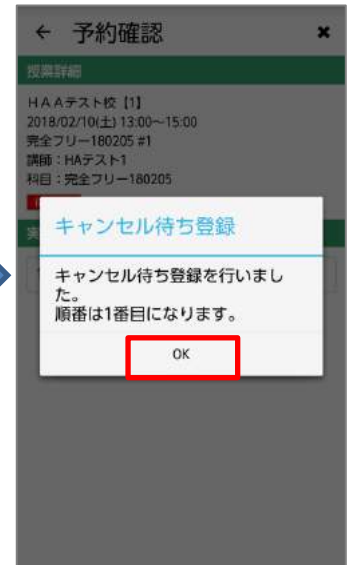 ← 予約確認 ✖
授業詳細
HAAテスト校【1】
2018/02/10(土) 13:00～15:00
完全フリー180205 #1
講師：HAテスト1
科目：完全フリー180205
キャンセル待ち登録
キャンセル待ち登録を行いまし
た。
順番は1番目になります。
OK